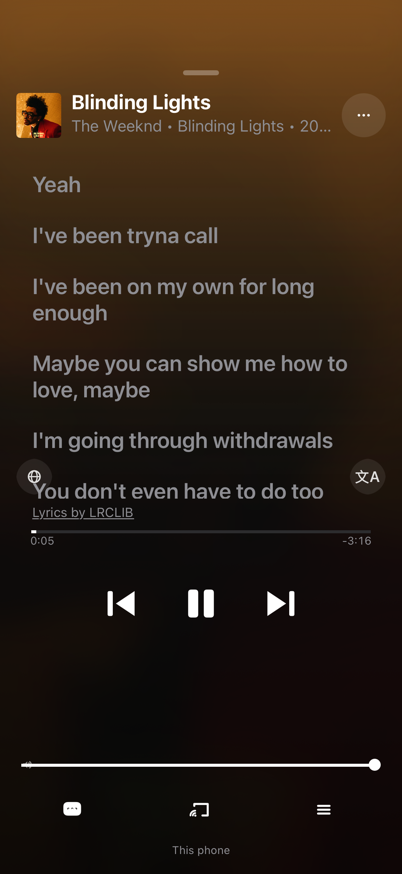 Blinding Lights
The Weeknd • Blinding Lights • 20...
Yeah
I've been tryna call
I've been on my own for long
enough
Maybe you can show me how to
love, maybe
I'm going through withdrawals
You don't even have to do too
Lyrics by LRCLIB
0:05
-3:16
文A
This phone